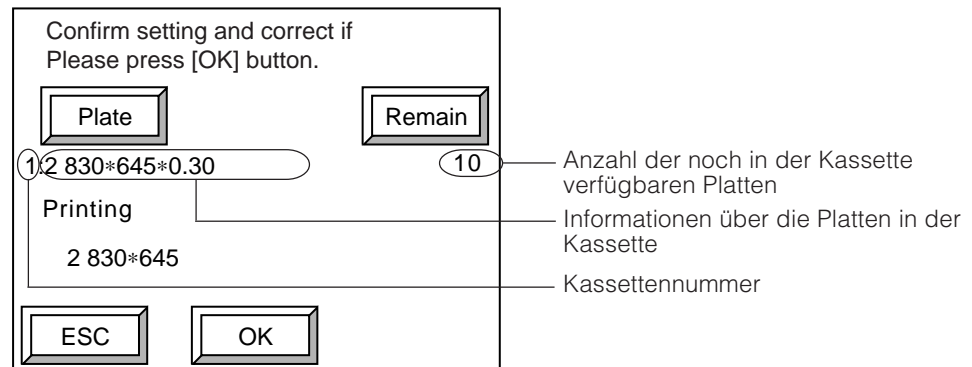 Confirm setting and correct if
Please press [OK] button.
Plate
Remain
1:2 830*645*0.30
10
Anzahl der noch in der Kassette
verfügbaren Platten
Printing
Informationen über die Platten in der
Kassette
2 830*645
Kassettennummer
ESC
OK